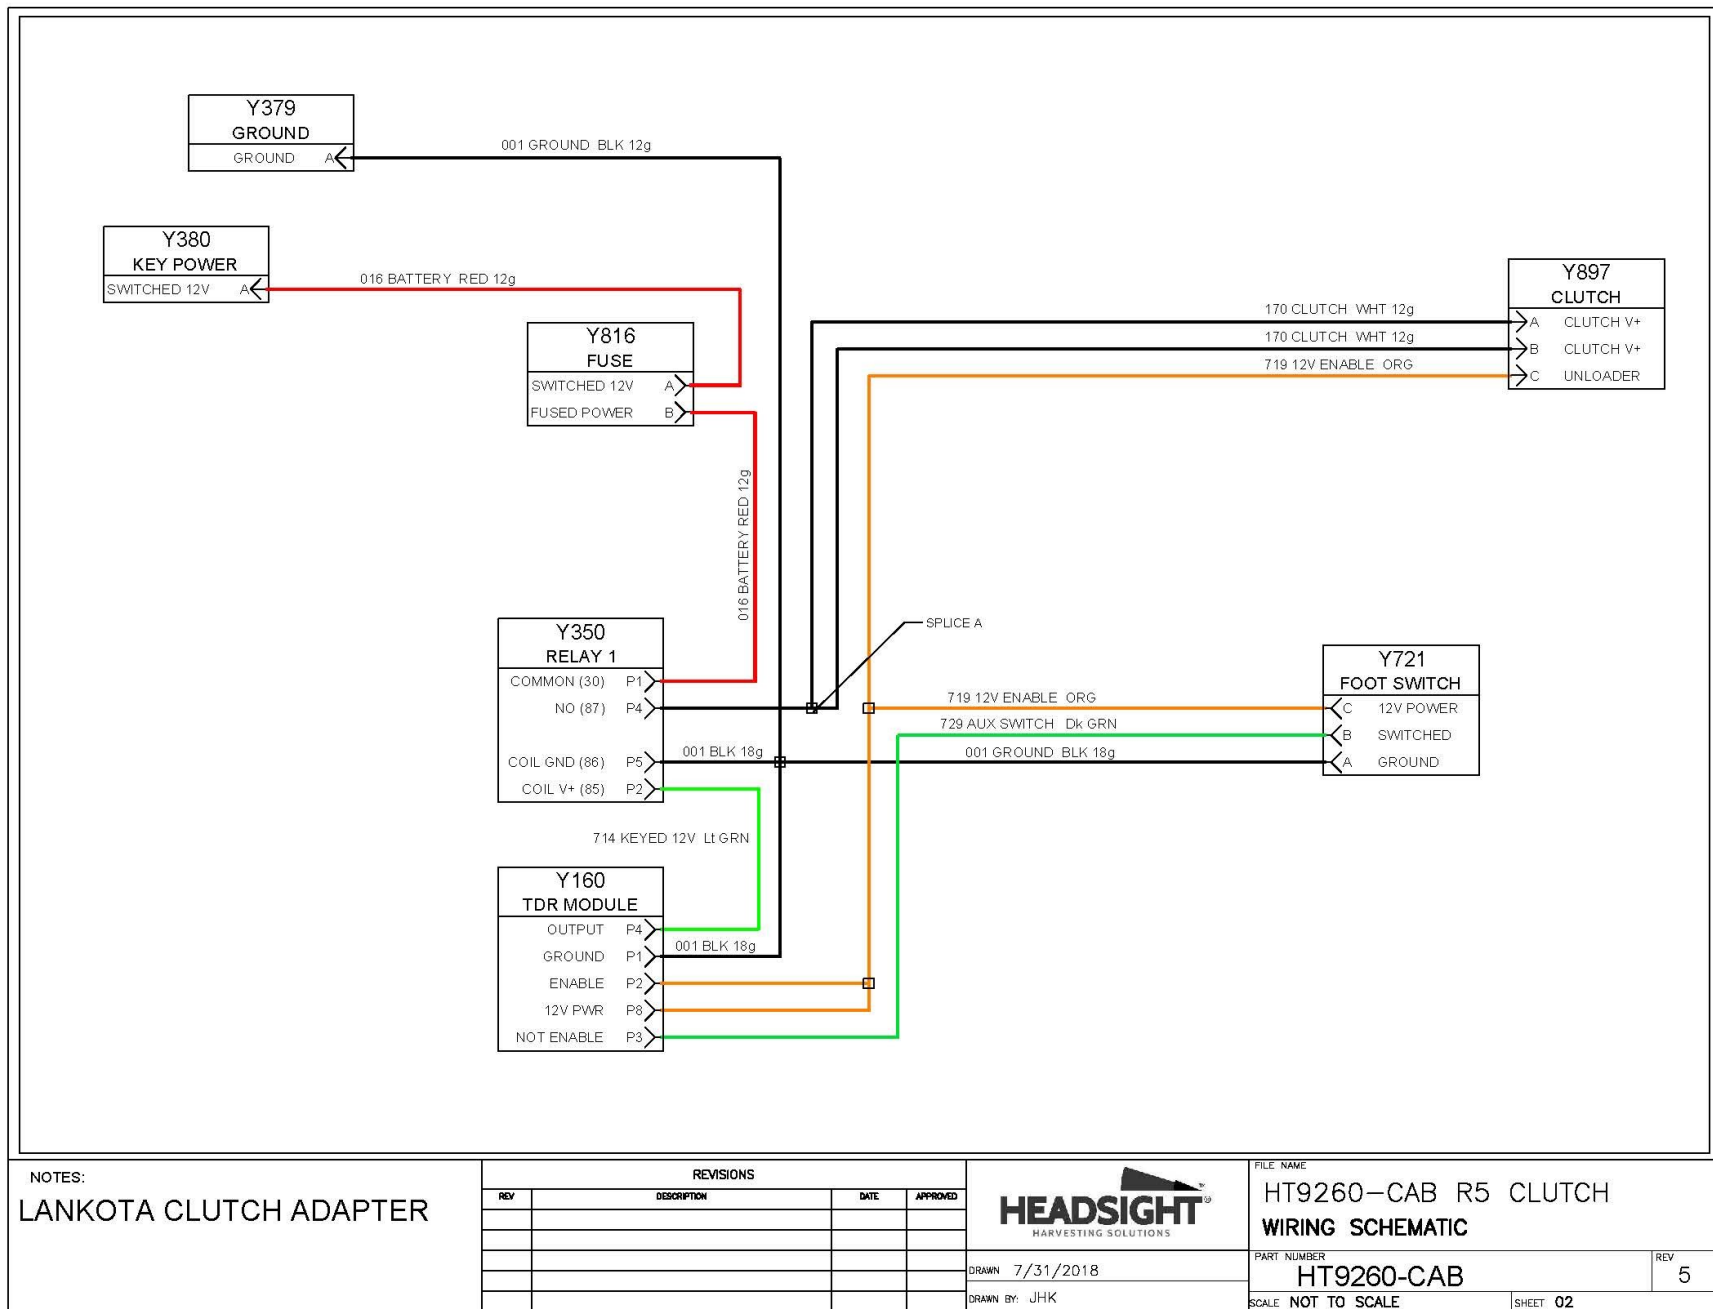 Y379
GROUND
GROUND A
001 GROUND BLK 12g
Y380
KEY POWER
SWITCHED 12V A
016 BATTERY RED 12g
Y816
FUSE
SWITCHED 12V A
FUSED POWER B
016 BATTERY RED 12g
Y897
CLUTCH
A CLUTCH V+
B CLUTCH V+
C UNLOADER
170 CLUTCH WHT 12g
170 CLUTCH WHT 12g
719 12V ENABLE ORG
Y350
RELAY 1
COMMON (30) P1
NO (87) P4
COIL GND (86) P5
COIL V+ (85) P2
SPLICE A
001 BLK 18g
719 12V ENABLE ORG
729 AUX SWITCH Dk GRN
001 GROUND BLK 18g
Y721
FOOT SWITCH
C 12V POWER
B SWITCHED
A GROUND
714 KEYED 12V Lt GRN
Y160
TDR MODULE
OUTPUT P4
GROUND P1
ENABLE P2
12V PWR P8
NOT ENABLE P3
001 BLK 18g
NOTES:
LANKOTA CLUTCH ADAPTER
REVISIONS
REV DESCRIPTION DATE APPROVED
HEADSIGHT®
HARVESTING SOLUTIONS
DRAWN 7/31/2018
DRAWN BY: JHK
FILE NAME
HT9260-CAB R5 CLUTCH
WIRING SCHEMATIC
PART NUMBER
HT9260-CAB
REV
5
SCALE NOT TO SCALE
SHEET 02